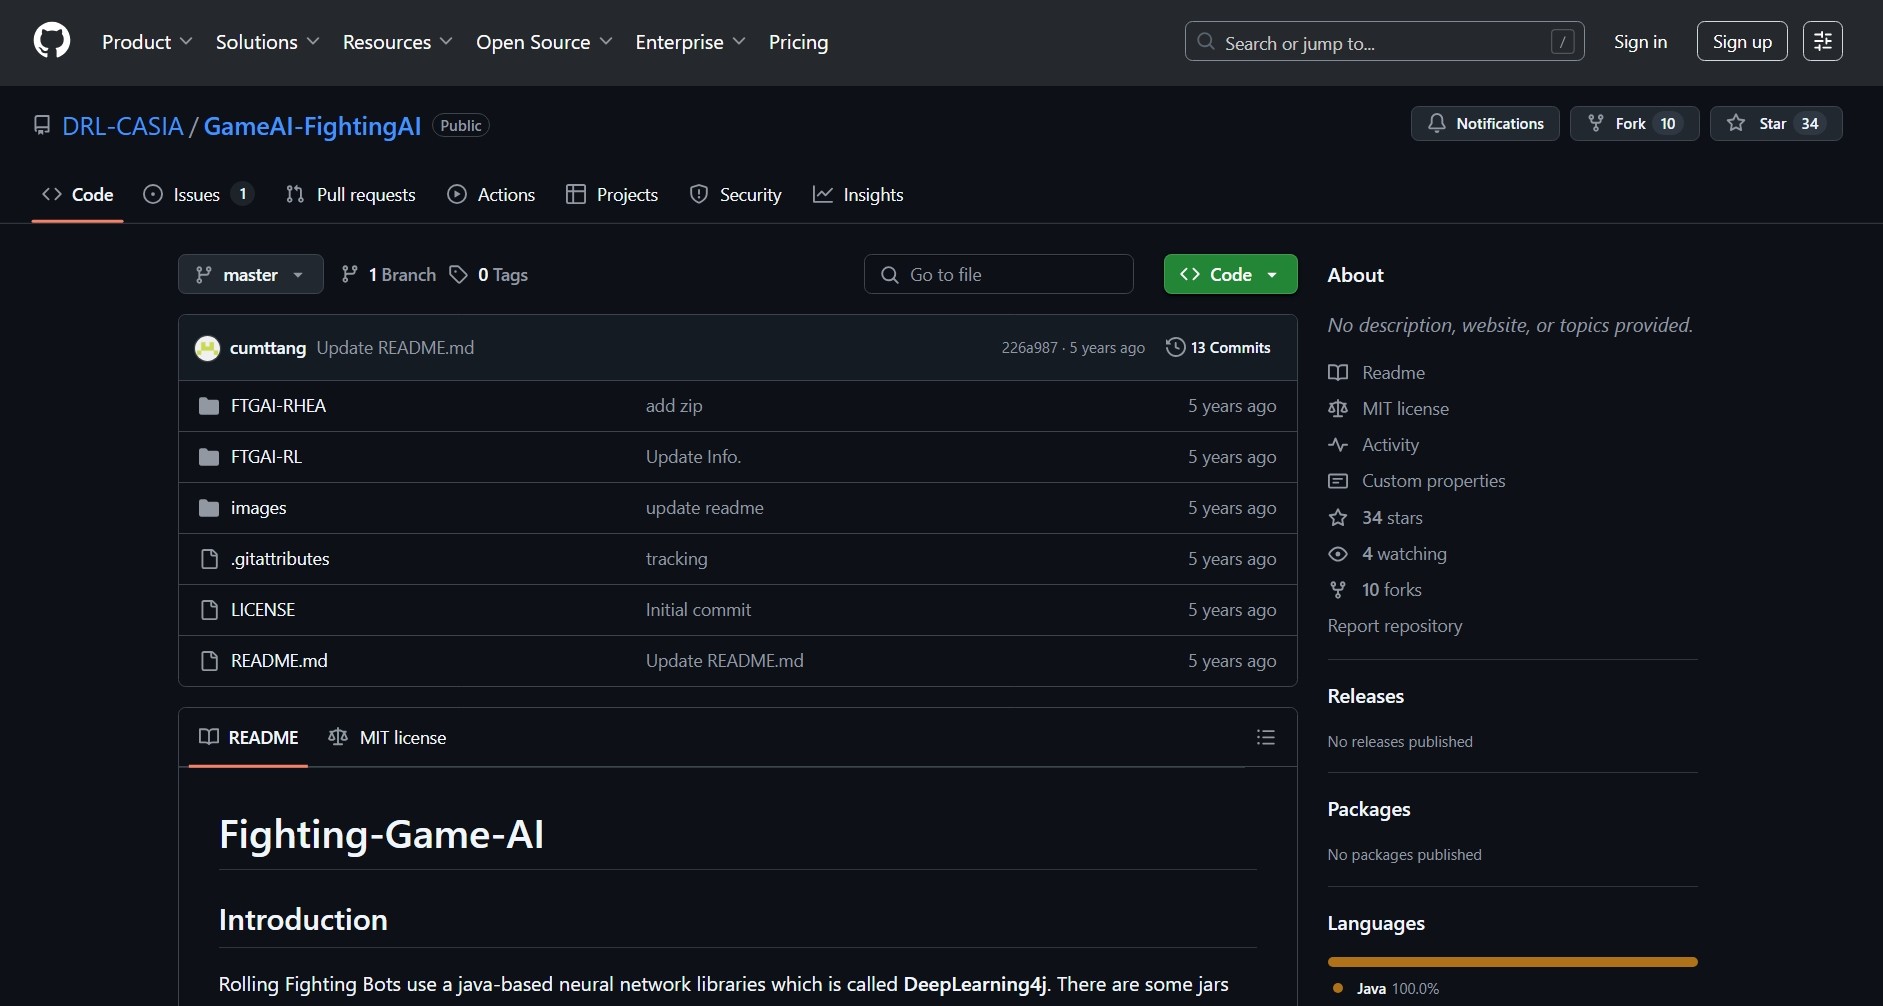 Product Solutions Resources Open Source Enterprise Pricing Search or jump to... / Sign in Sign up
DRL-CASIA / GameAI-FightingAI Public Notifications Fork 10 Star 34
Code Issues 1 Pull requests Actions Projects Security Insights
master 1 Branch 0 Tags Go to file Code
cumttang Update README.md 226a987 · 5 years ago 13 Commits
FTGAI-RHEA add zip 5 years ago
FTGAI-RL Update Info. 5 years ago
images update readme 5 years ago
.gitattributes tracking 5 years ago
LICENSE Initial commit 5 years ago
README.md Update README.md 5 years ago
README MIT license
Fighting-Game-AI
Introduction
Rolling Fighting Bots use a java-based neural network libraries which is called DeepLearning4j. There are some jars
About
No description, website, or topics provided.
Readme
MIT license
Activity
Custom properties
34 stars
4 watching
10 forks
Report repository
Releases
No releases published
Packages
No packages published
Languages
Java 100.0%